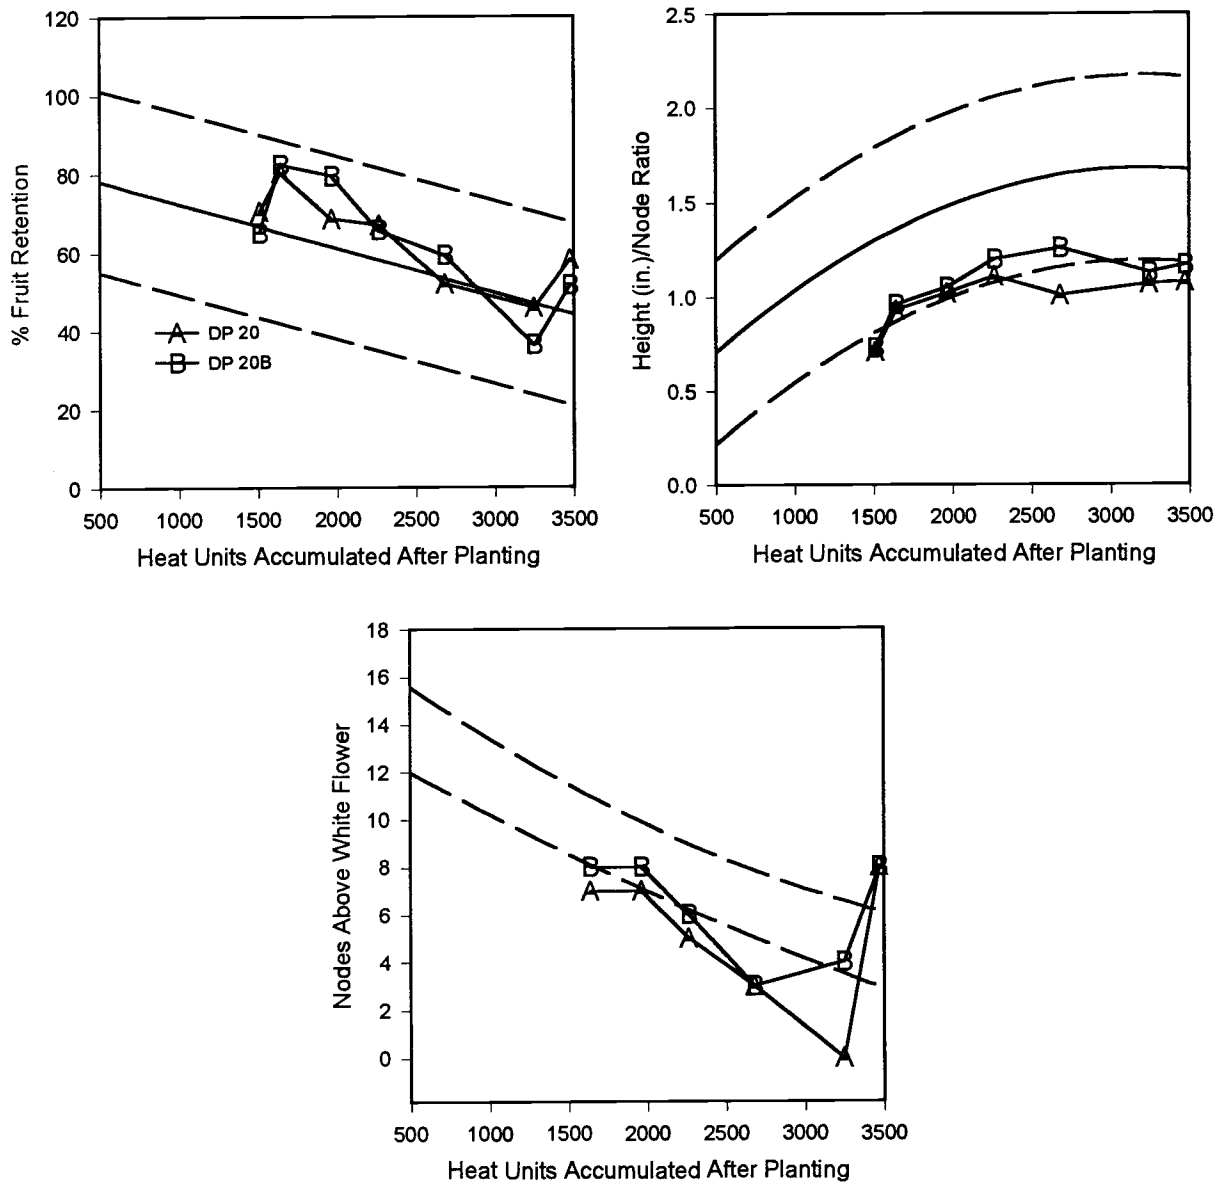 120
100
80
60
40
20
0
% Fruit Retention
A DP 20
B DP 20B
500 1000 1500 2000 2500 3000 3500
Heat Units Accumulated After Planting
2.5
2.0
1.5
1.0
0.5
0.0
Height (in.)/Node Ratio
500 1000 1500 2000 2500 3000 3500
Heat Units Accumulated After Planting
18
16
14
12
10
8
6
4
2
0
Nodes Above White Flower
500 1000 1500 2000 2500 3000 3500
Heat Units Accumulated After Planting